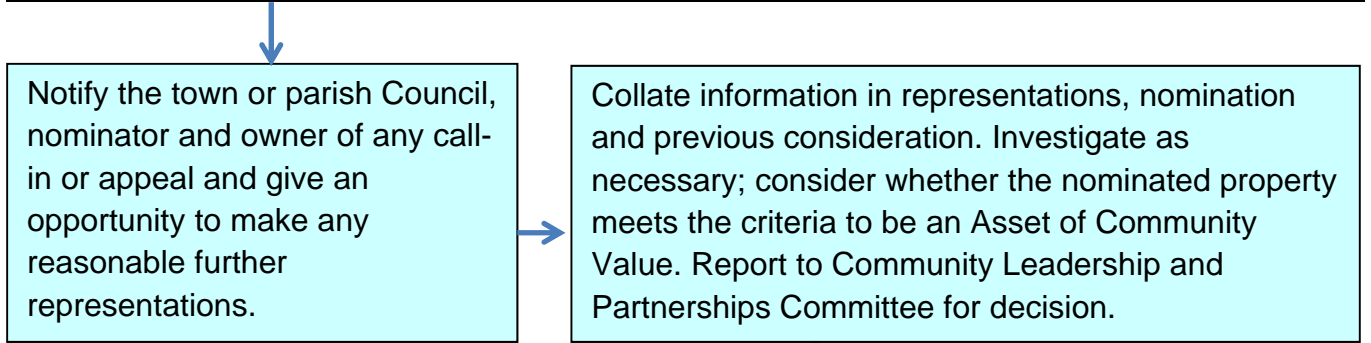 Notify the town or parish Council,
nominator and owner of any call-
in or appeal and give an
opportunity to make any
reasonable further
representations.
Collate information in representations, nomination
and previous consideration. Investigate as
necessary; consider whether the nominated property
meets the criteria to be an Asset of Community
Value. Report to Community Leadership and
Partnerships Committee for decision.